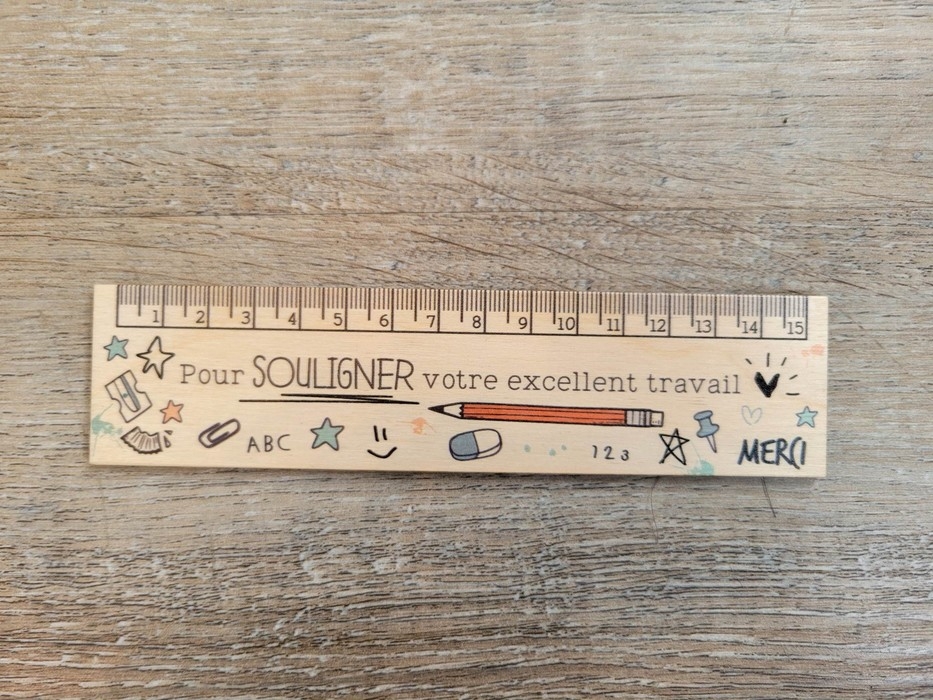 1 2 3 4 5 6 7 8 9 10 11 12 13 14 15
Pour SOULIGNER votre excellent travail
ABC 123 MERCI